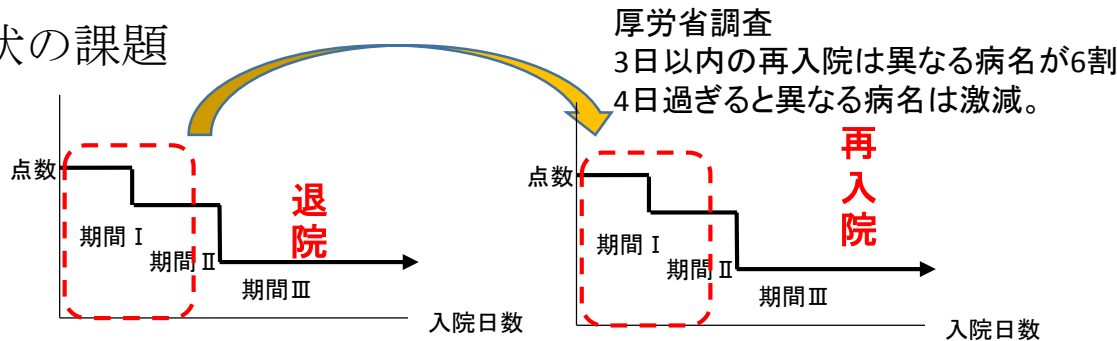 状の課題
厚労省調査
3日以内の再入院は異なる病名が6割
4日過ぎると異なる病名は激減。
点数
期間Ⅰ
期間Ⅱ
期間Ⅲ
退院
入院日数
点数
期間Ⅰ
期間Ⅱ
期間Ⅲ
再入院
入院日数